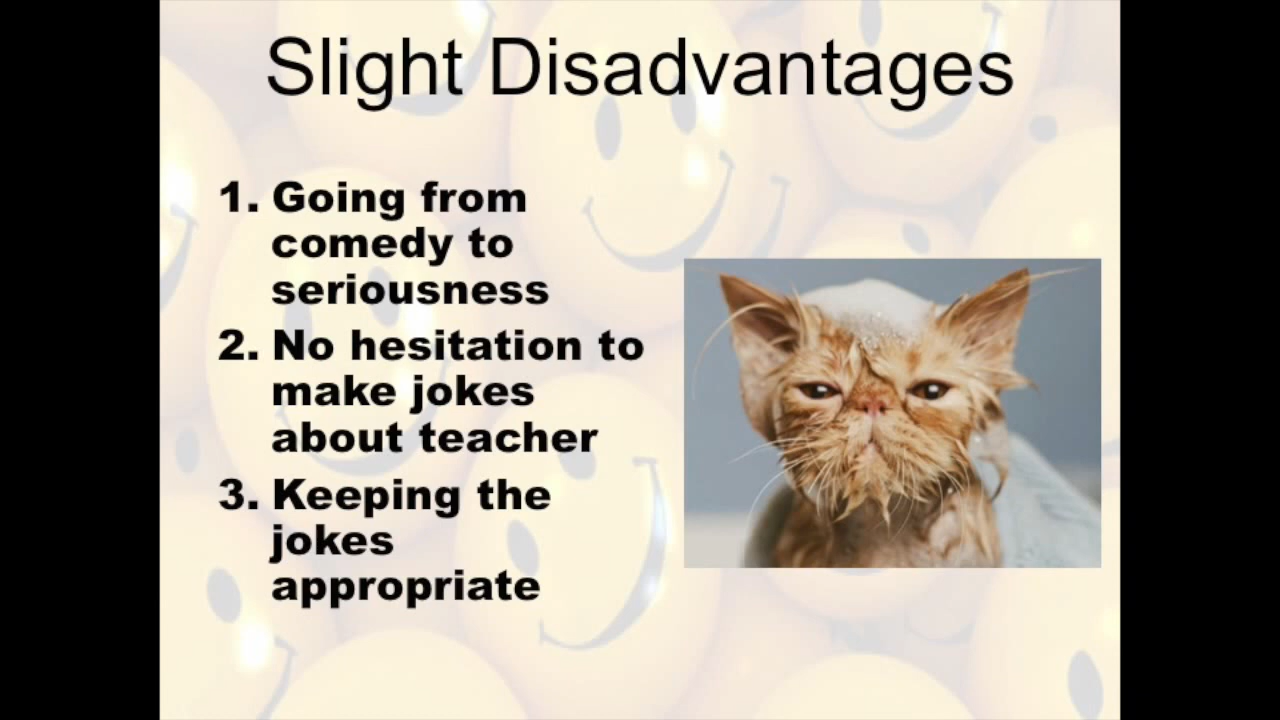 Slight Disadvantages
1. Going from
comedy to
seriousness
2. No hesitation to
make jokes
about teacher
3. Keeping the
jokes
appropriate